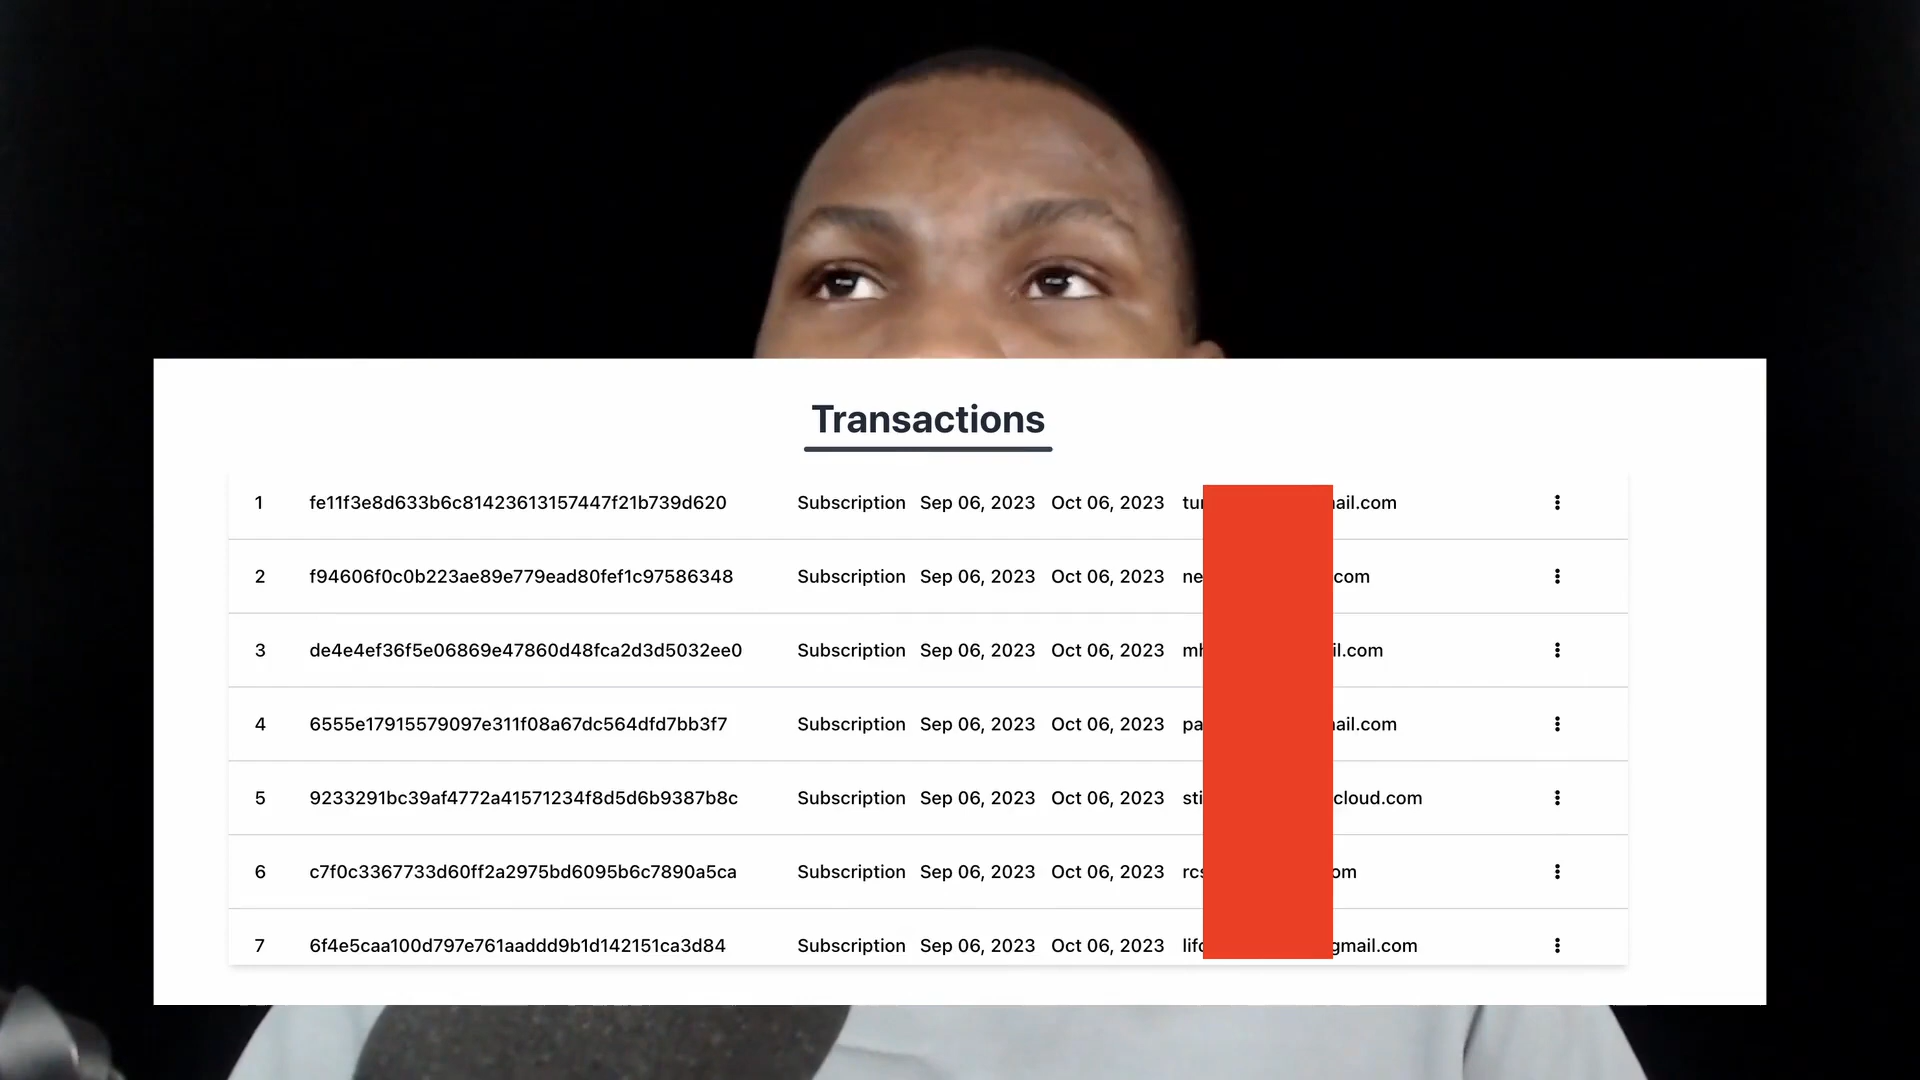 Transactions
1 fe11f3e8d633b6c81423613157447f21b739d620 Subscription Sep 06, 2023 Oct 06, 2023 tur ail.com
2 f94606f0c0b223ae89e779ead80fef1c97586348 Subscription Sep 06, 2023 Oct 06, 2023 ne .com
3 de4e4ef36f5e06869e47860d48fca2d3d5032ee0 Subscription Sep 06, 2023 Oct 06, 2023 mh il.com
4 6555e17915579097e311f08a67dc564dfd7bb3f7 Subscription Sep 06, 2023 Oct 06, 2023 pa ail.com
5 9233291bc39af4772a41571234f8d5d6b9387b8c Subscription Sep 06, 2023 Oct 06, 2023 sti cloud.com
6 c7f0c3367733d60ff2a2975bd6095b6c7890a5ca Subscription Sep 06, 2023 Oct 06, 2023 rcs om
7 6f4e5caa100d797e761aaddd9b1d142151ca3d84 Subscription Sep 06, 2023 Oct 06, 2023 lifo gmail.com